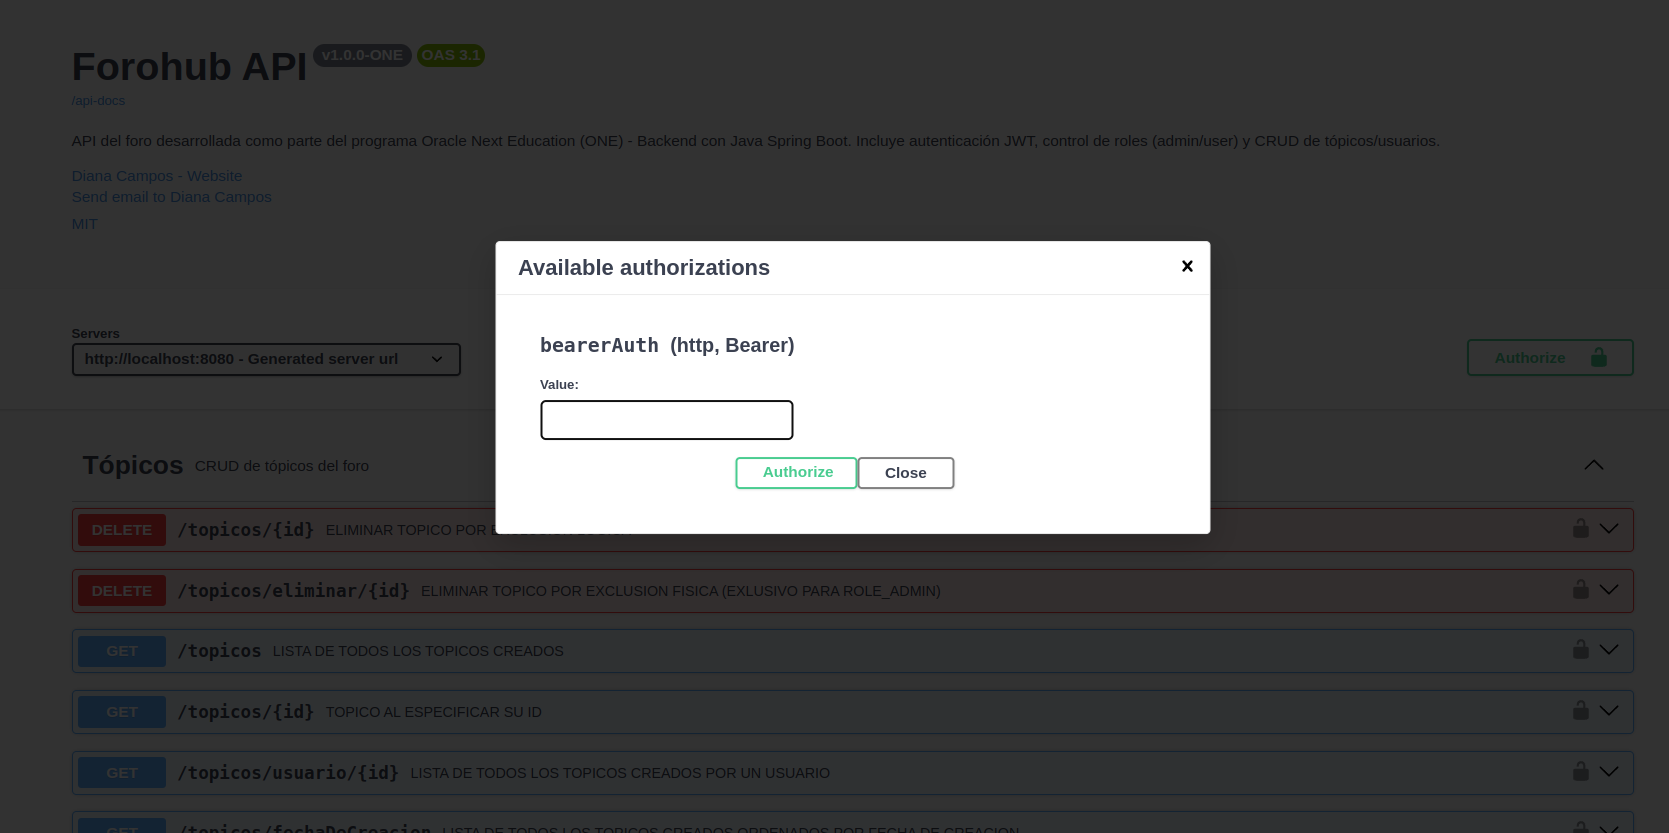 Forohub API v1.0.0-ONE OAS 3.1
/api-docs
API del foro desarrollada como parte del programa Oracle Next Education (ONE) - Backend con Java Spring Boot. Incluye autenticación JWT, control de roles (admin/user) y CRUD de tópicos/usuarios.
Diana Campos - Website
Send email to Diana Campos
MIT
Available authorizations
bearerAuth (http, Bearer)
Value:
Authorize Close
Servers
http://localhost:8080 - Generated server url
Authorize
Tópicos CRUD de tópicos del foro
DELETE /topicos/{id} ELIMINAR TOPICO POR
DELETE /topicos/eliminar/{id} ELIMINAR TOPICO POR EXCLUSION FISICA (EXLUSIVO PARA ROLE_ADMIN)
GET /topicos LISTA DE TODOS LOS TOPICOS CREADOS
GET /topicos/{id} TOPICO AL ESPECIFICAR SU ID
GET /topicos/usuario/{id} LISTA DE TODOS LOS TOPICOS CREADOS POR UN USUARIO
GET /topicos/fechaDeCreacion LISTA DE TODOS LOS TOPICOS CREADOS ORDENADOS POR FECHA DE CREACION